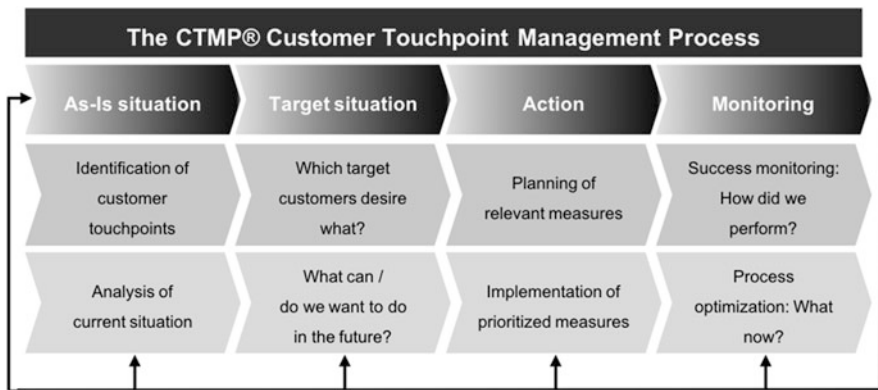 The CTMP® Customer Touchpoint Management Process
As-Is situation
Target situation
Action
Monitoring
Identification of
customer
touchpoints
Which target
customers desire
what?
Planning of
relevant measures
Success monitoring:
How did we
perform?
Analysis of
current situation
What can /
do we want to do
in the future?
Implementation of
prioritized measures
Process
optimization: What
now?